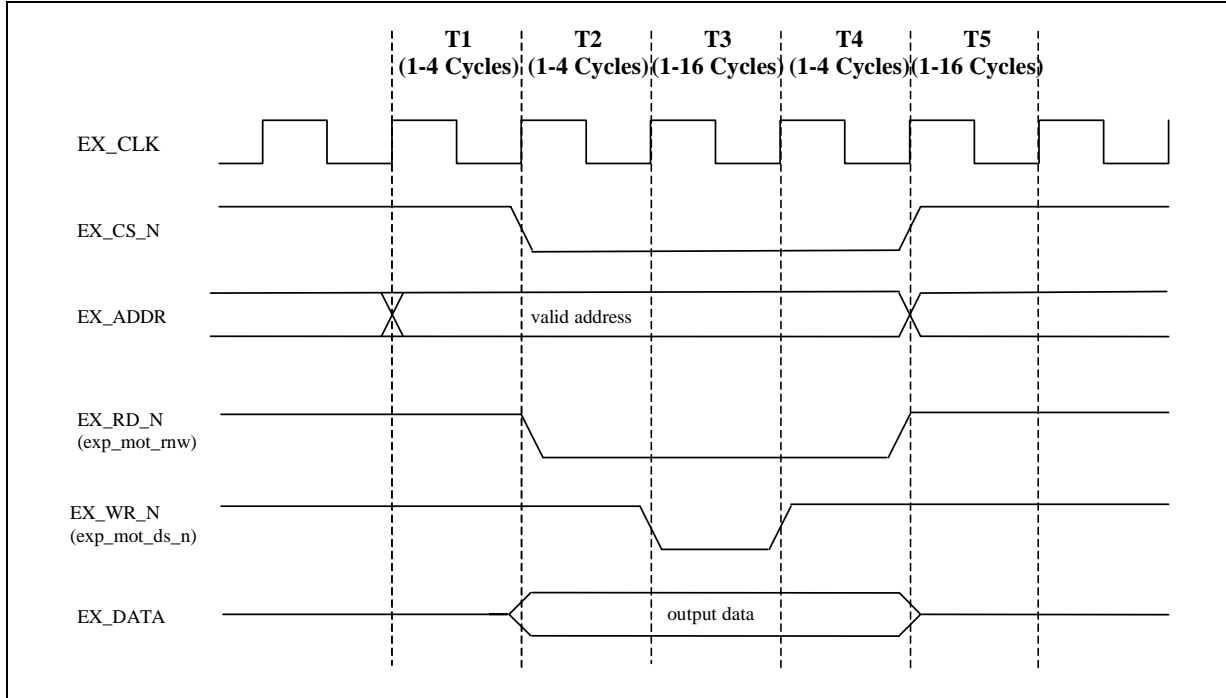 T1 T2 T3 T4 T5
(1-4 Cycles) (1-4 Cycles) (1-16 Cycles) (1-4 Cycles) (1-16 Cycles)
EX_CLK
EX_CS_N
EX_ADDR
valid address
EX_RD_N
(exp_mot_rnw)
EX_WR_N
(exp_mot_ds_n)
EX_DATA
output data